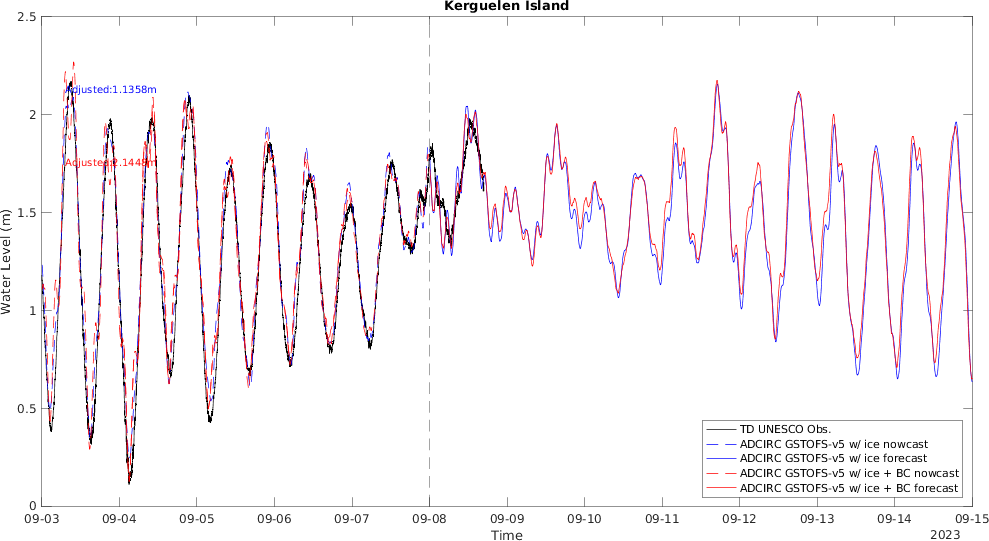 Kerguelen Island
2.5
2
1.5
1
0.5
0
Water Level (m)
Adjusted:1.1358m
Adjusted:2.1448m
TD UNESCO Obs.
ADCIRC GSTOFS-v5 w/ ice nowcast
ADCIRC GSTOFS-v5 w/ ice forecast
ADCIRC GSTOFS-v5 w/ ice + BC nowcast
ADCIRC GSTOFS-v5 w/ ice + BC forecast
09-03 09-04 09-05 09-06 09-07 09-08 09-09 09-10 09-11 09-12 09-13 09-14 09-15
Time
2023